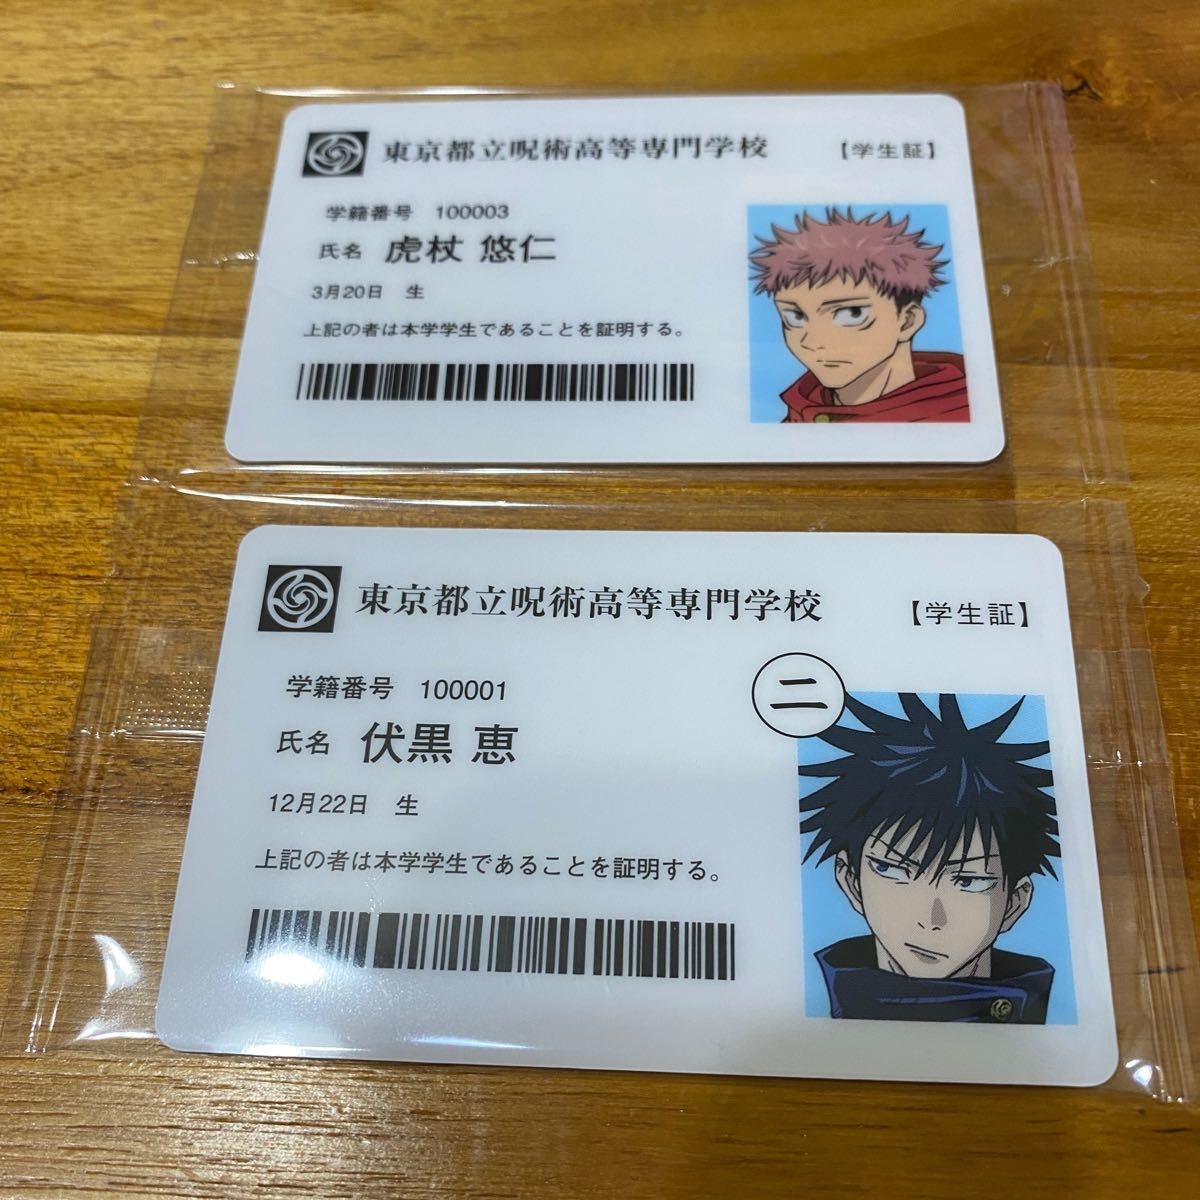 東京都立呪術高等専門学校 【学生証】
学籍番号 100003
氏名 虎杖 悠仁
3月20日 生
上記の者は本学学生であることを証明する。
東京都立呪術高等専門学校 【学生証】
学籍番号 100001
二
氏名 伏黒 恵
12月22日 生
上記の者は本学学生であることを証明する。